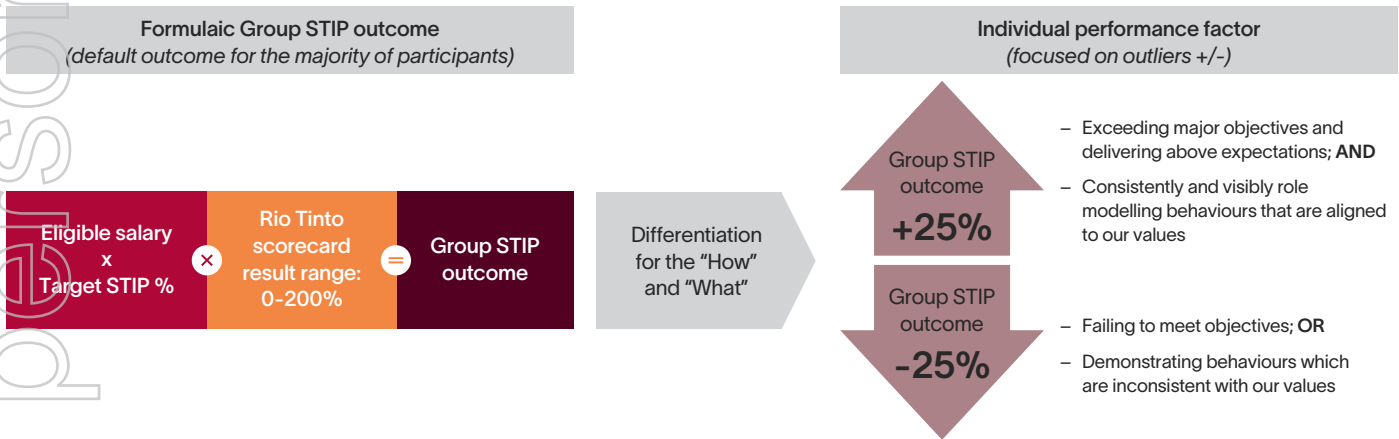 Formulaic Group STIP outcome
(default outcome for the majority of participants)
Eligible salary
x
Target STIP %
×
Rio Tinto
scorecard
result range:
0-200%
=
Group STIP
outcome
Differentiation
for the “How”
and “What”
Individual performance factor
(focused on outliers +/-)
Group STIP
outcome
+25%
– Exceeding major objectives and
delivering above expectations; AND
– Consistently and visibly role
modelling behaviours that are aligned
to our values
Group STIP
outcome
-25%
– Failing to meet objectives; OR
– Demonstrating behaviours which
are inconsistent with our values
person